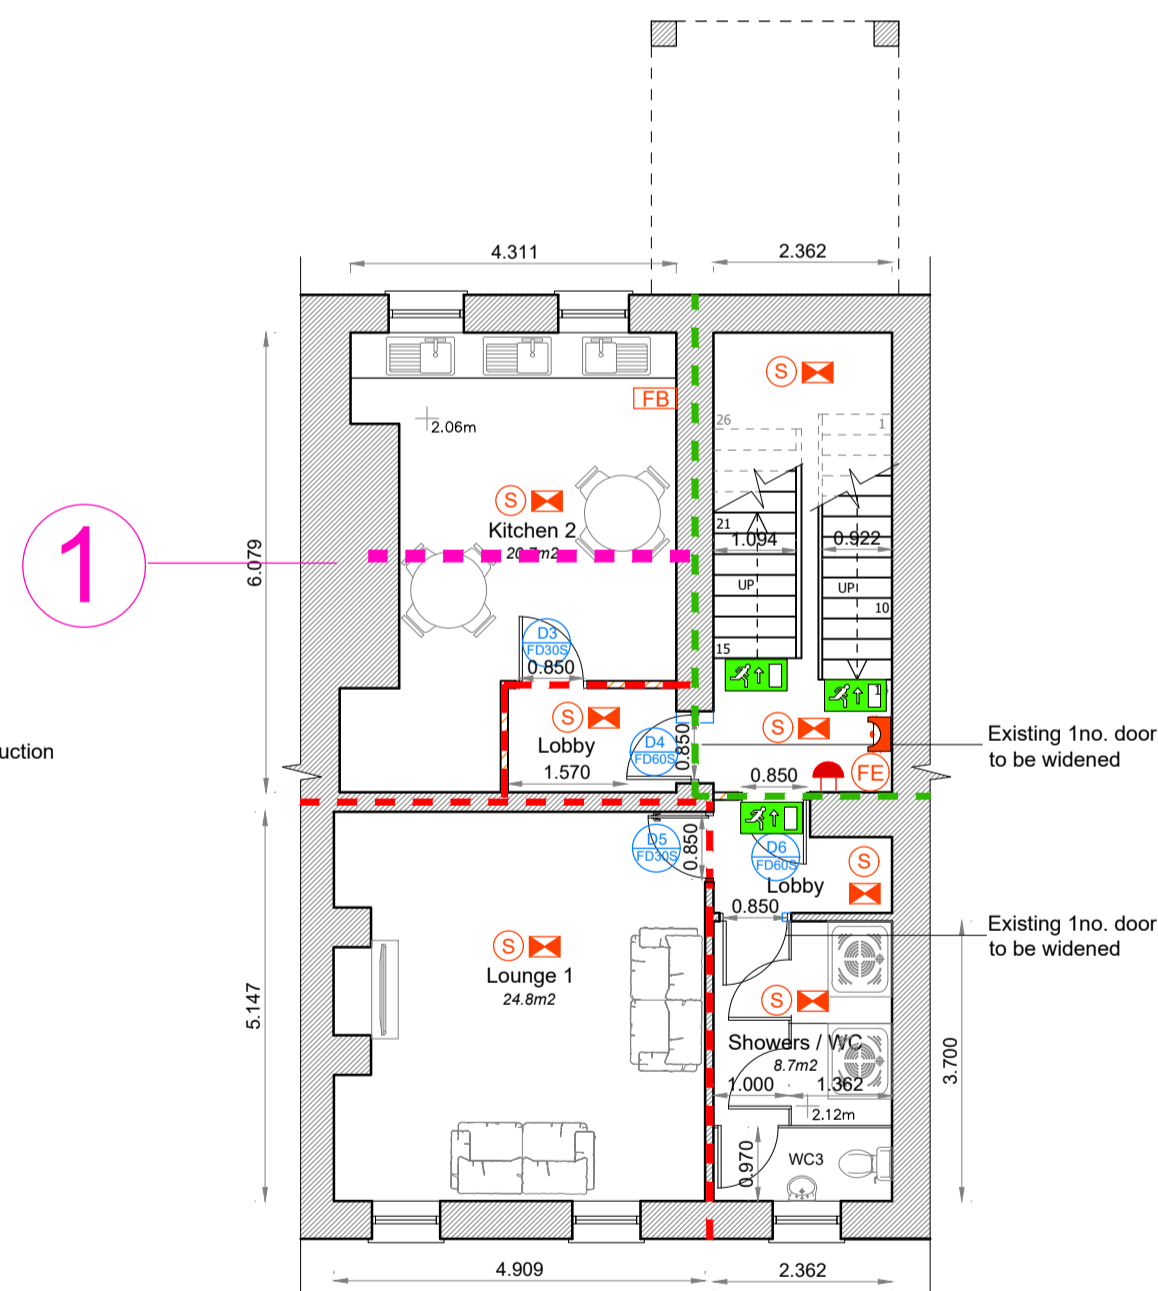 4.311
2.362
FB
2.06m
26
1
S
S
Kitchen 2
21
1.094
0.922
UP
UP
10
15
1
6.079
D3
FD30S
0.850
S
Lobby
1.570
D4
FD60S
0.850
S
FE
0.850
Existing 1no. door
to be widened
uction
D5
FD30S
0.850
D6
FD60S
S
Lobby
0.850
Existing 1no. door
to be widened
S
Lounge 1
24.8m2
5.147
S
Showers / WC
8.7m2
1.000
1.362
2.12m
3.700
0.970
WC3
4.909
2.362